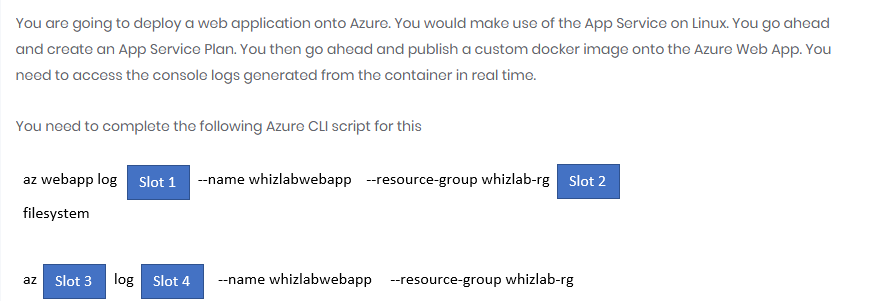 You are going to deploy a web application onto Azure. You would make use of the App Service on Linux. You go ahead
and create an App Service Plan. You then go ahead and publish a custom docker image onto the Azure Web App. You
need to access the console logs generated from the container in real time.
You need to complete the following Azure CLI script for this
az webapp log Slot 1 --name whizlabwebapp --resource-group whizlab-rg Slot 2
filesystem
az Slot 3 log Slot 4 --name whizlabwebapp --resource-group whizlab-rg